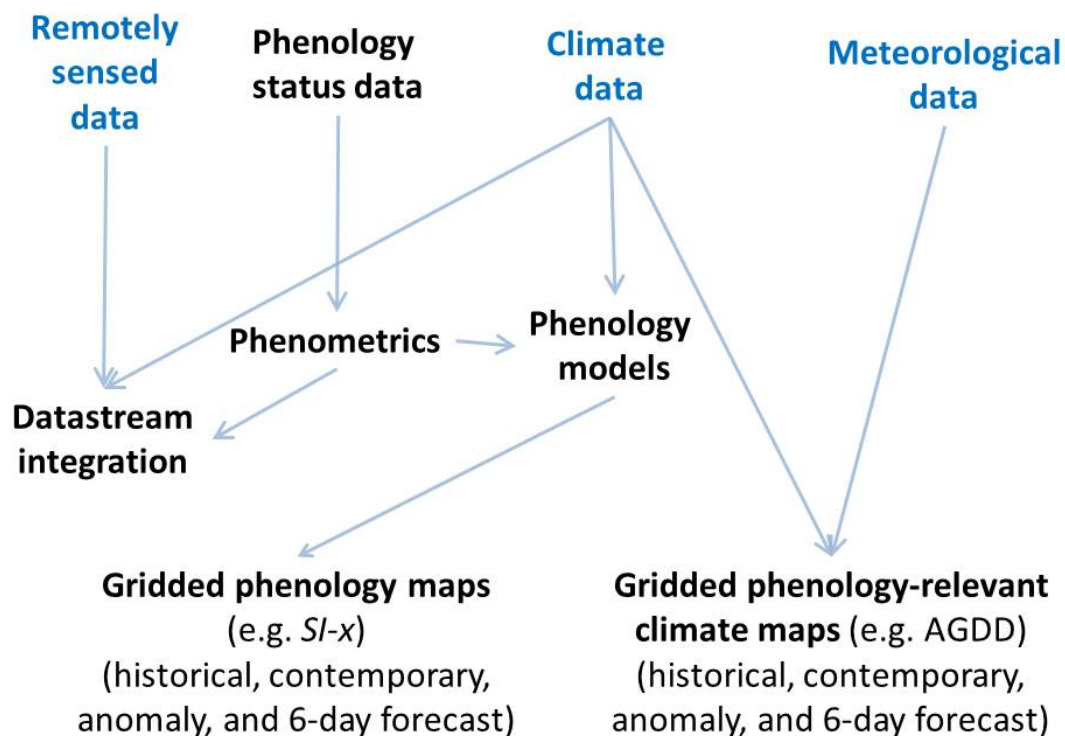 Remotely
sensed
data
Phenology
status data
Climate
data
Meteorological
data
Phenometrics
Phenology
models
Datastream
integration
Gridded phenology maps
(e.g. SI-x)
(historical, contemporary,
anomaly, and 6-day forecast)
Gridded phenology-relevant
climate maps (e.g. AGDD)
(historical, contemporary,
anomaly, and 6-day forecast)